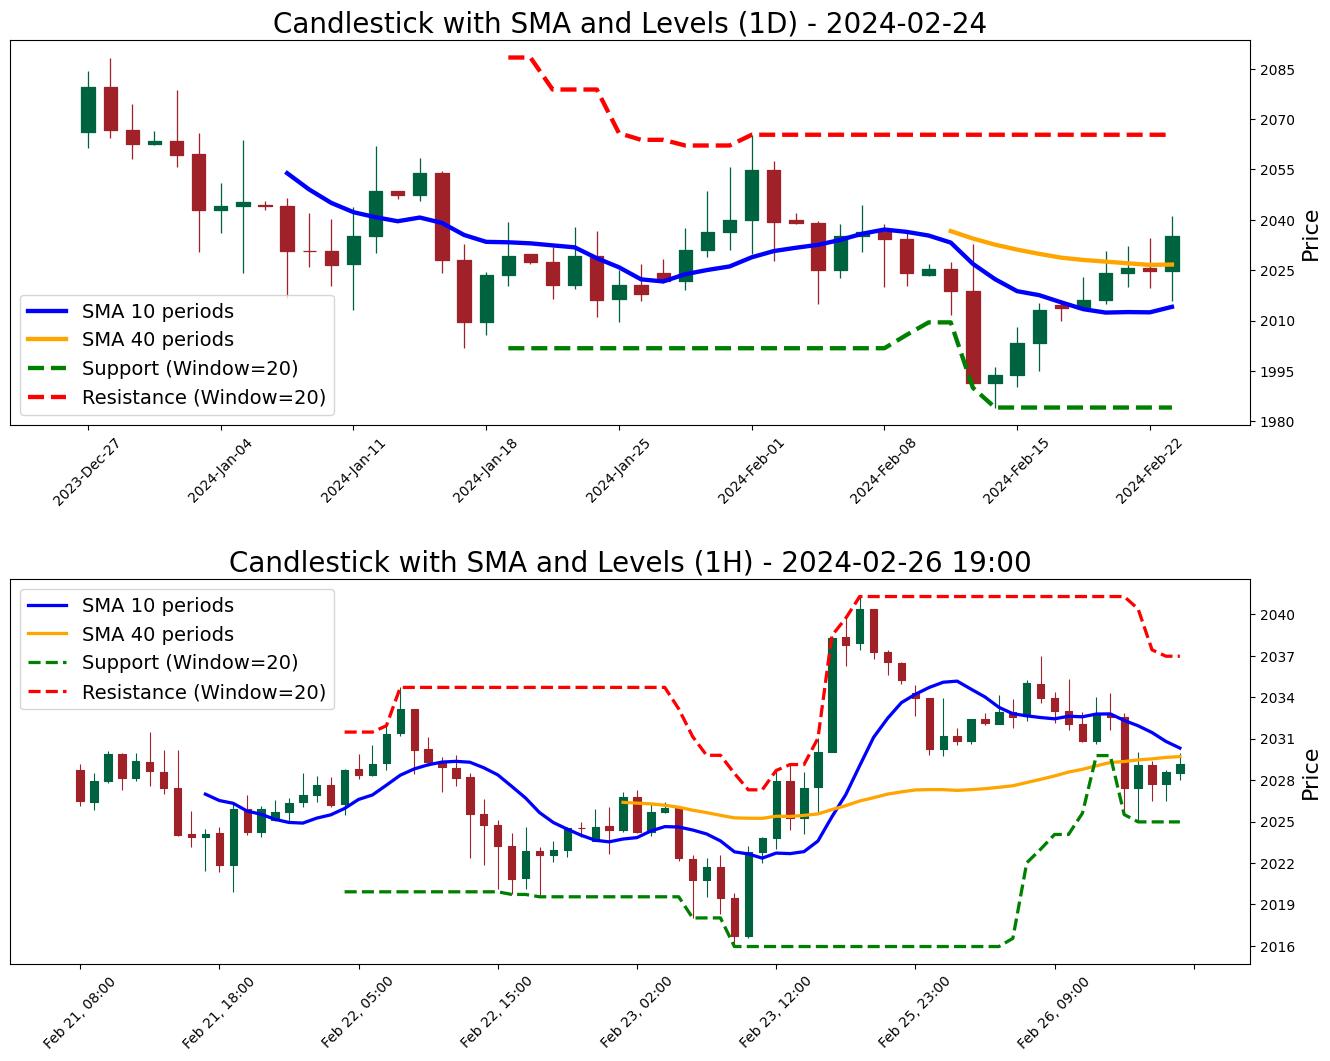 Candlestick with SMA and Levels (1D) - 2024-02-24
2085
2070
2055
2040
2025
2010
1995
1980
Price
SMA 10 periods
SMA 40 periods
Support (Window=20)
Resistance (Window=20)
2023-Dec-27
2024-Jan-04
2024-Jan-11
2024-Jan-18
2024-Jan-25
2024-Feb-01
2024-Feb-08
2024-Feb-15
2024-Feb-22
Candlestick with SMA and Levels (1H) - 2024-02-26 19:00
SMA 10 periods
SMA 40 periods
Support (Window=20)
Resistance (Window=20)
2040
2037
2034
2031
2028
2025
2022
2019
2016
Price
Feb 21, 08:00
Feb 21, 18:00
Feb 22, 05:00
Feb 22, 15:00
Feb 23, 02:00
Feb 23, 12:00
Feb 25, 23:00
Feb 26, 09:00